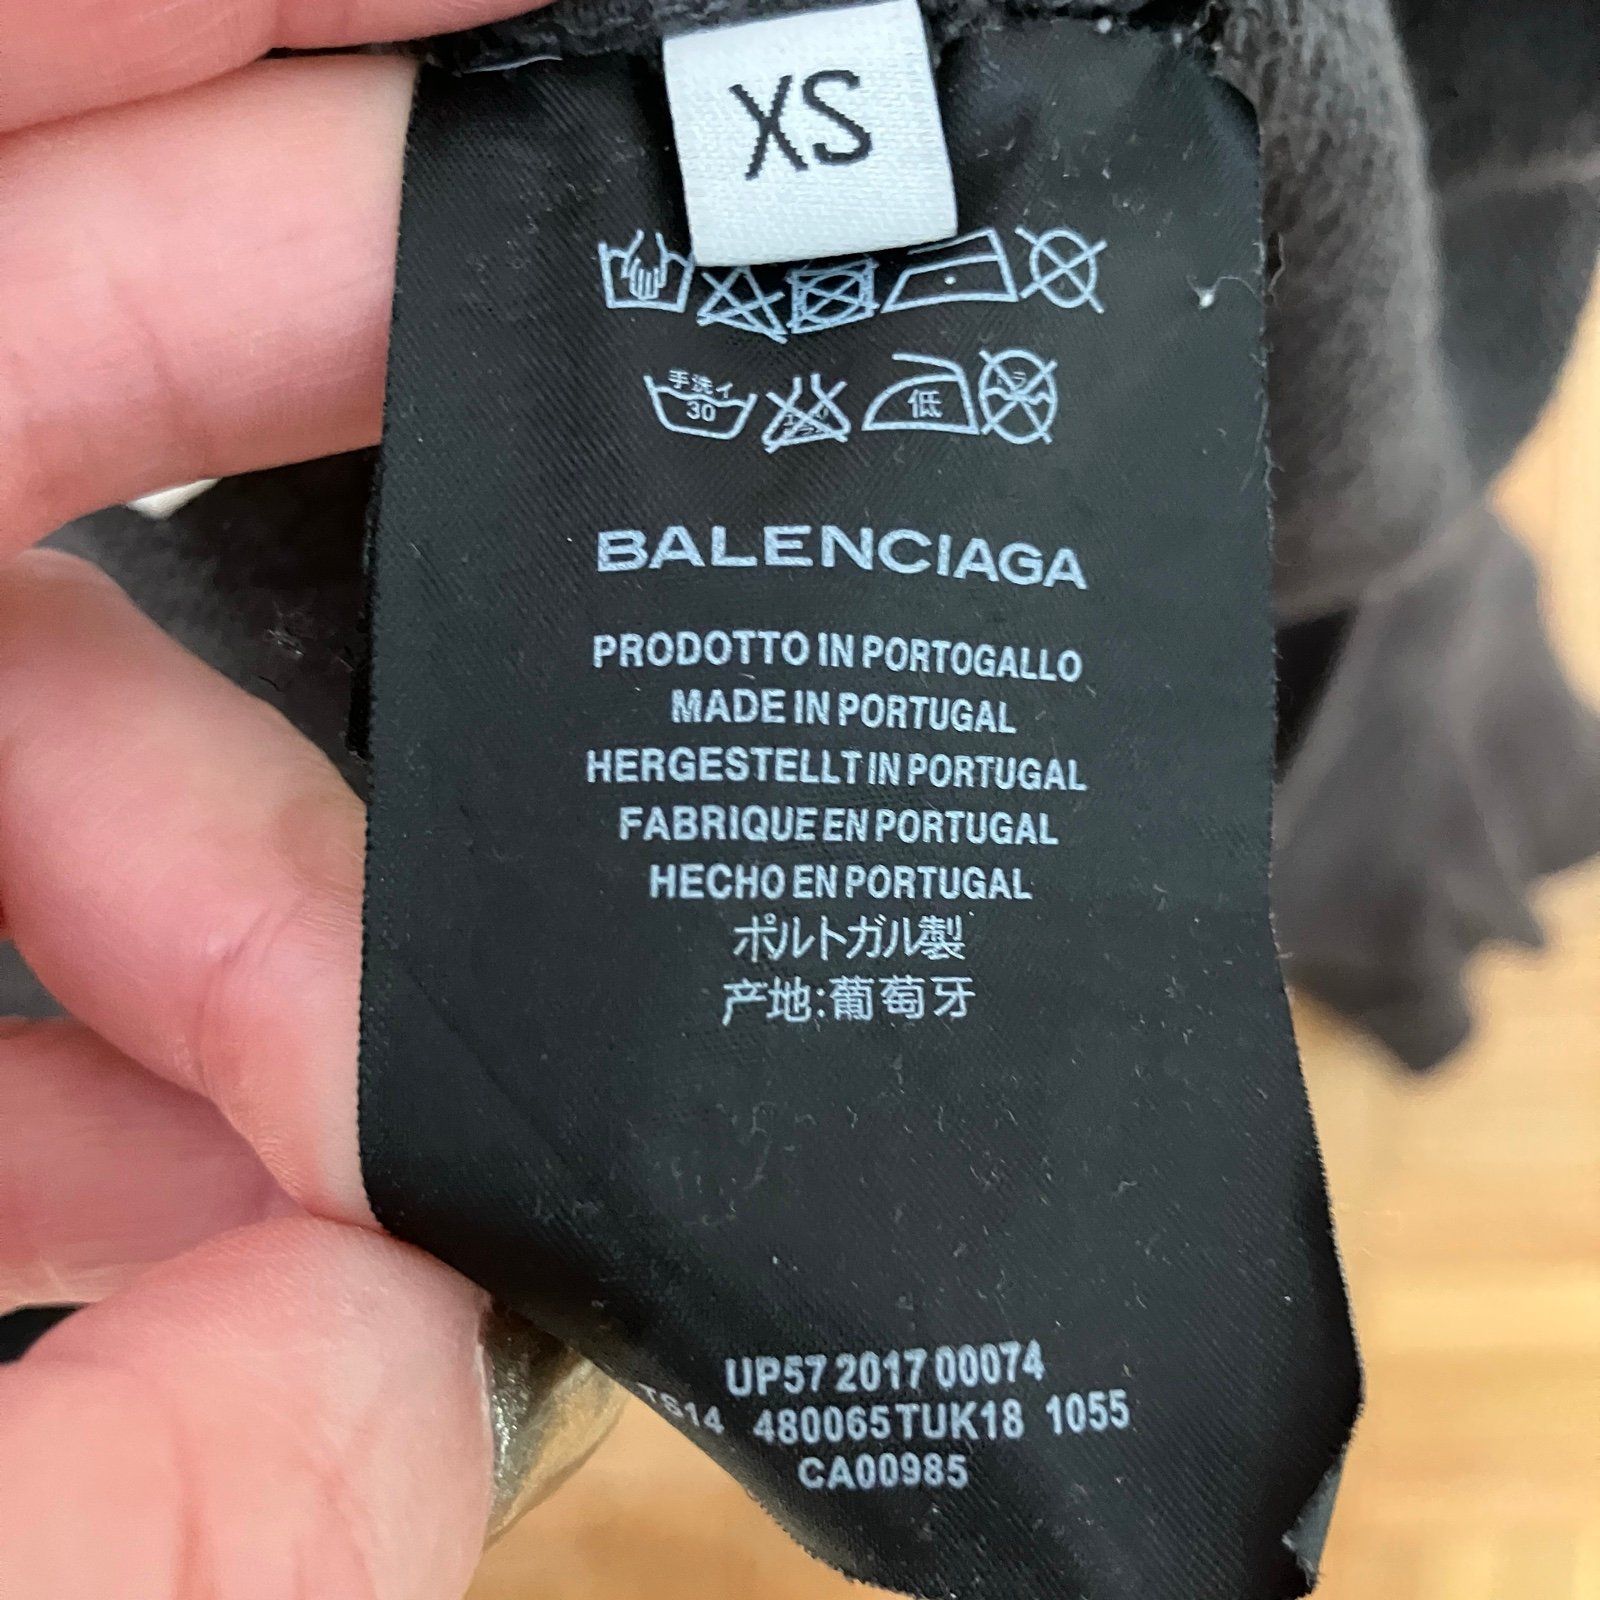 XS
手洗イ
30
低
BALENCIAGA
PRODOTTO IN PORTOGALLO
MADE IN PORTUGAL
HERGESTELLT IN PORTUGAL
FABRIQUE EN PORTUGAL
HECHO EN PORTUGAL
ポルトガル製
产地:葡萄牙
UP57 2017 00074
TS14 480065TUK18 1055
CA00985